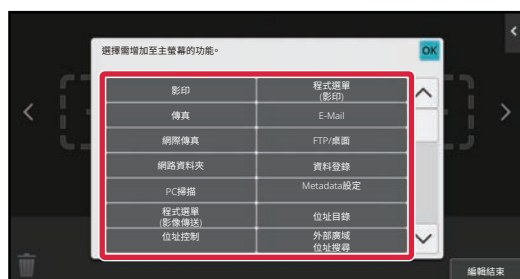 選擇需增加至主螢幕的功能。
OK
影印
程式選單
(影印)
傳真
E-Mail
網際傳真
FTP/桌面
網路資料夾
資料登錄
PC掃描
Metadata設定
程式選單
(影像傳送)
位址目錄
位址控制
外部廣域
位址搜尋
編輯結束